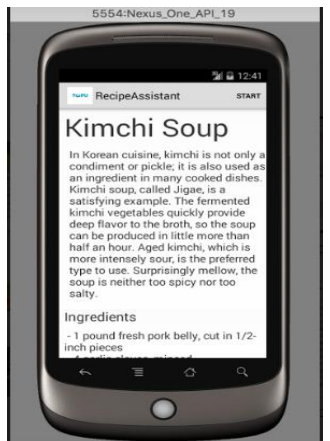 5554:Nexus_One_API_19
12:41
RecipeAssistant START
Kimchi Soup
In Korean cuisine, kimchi is not only a
condiment or pickle; it is also used as
an ingredient in many cooked dishes.
Kimchi soup, called Jigae, is a
satisfying example. The fermented
kimchi vegetables quickly provide
deep flavor to the broth, so the soup
can be produced in little more than
half an hour. Aged kimchi, which is
more intensely sour, is the preferred
type to use. Surprisingly mellow, the
soup is neither too spicy nor too
salty.
Ingredients
- 1 pound fresh pork belly, cut in 1/2-
inch pieces